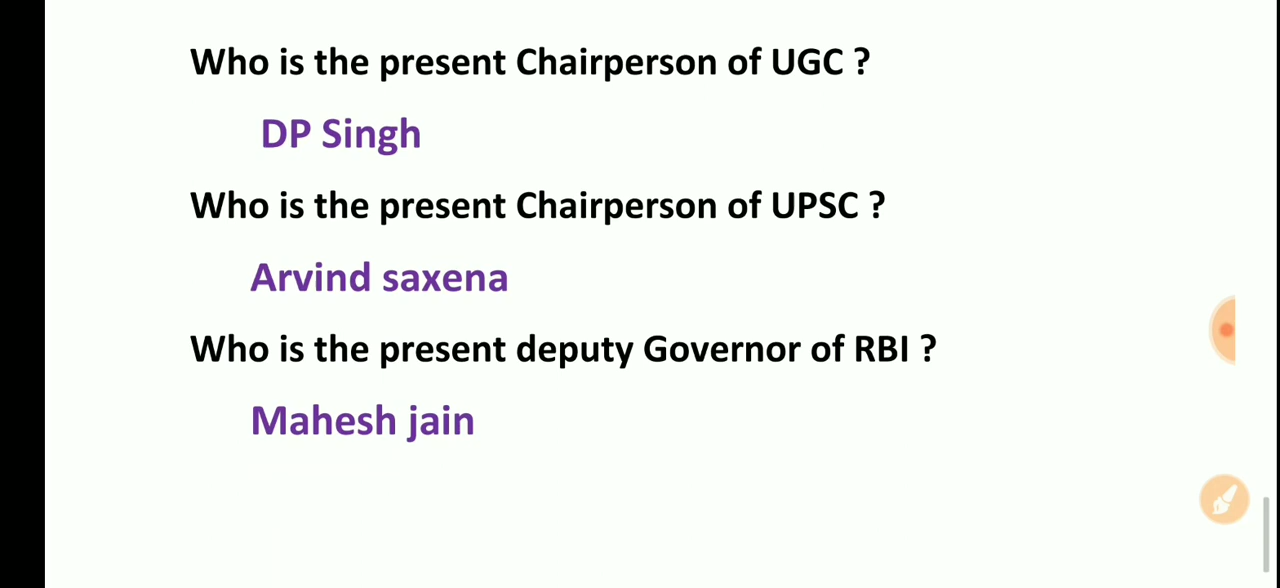 Who is the present Chairperson of UGC ?
DP Singh
Who is the present Chairperson of UPSC ?
Arvind saxena
Who is the present deputy Governor of RBI ?
Mahesh jain